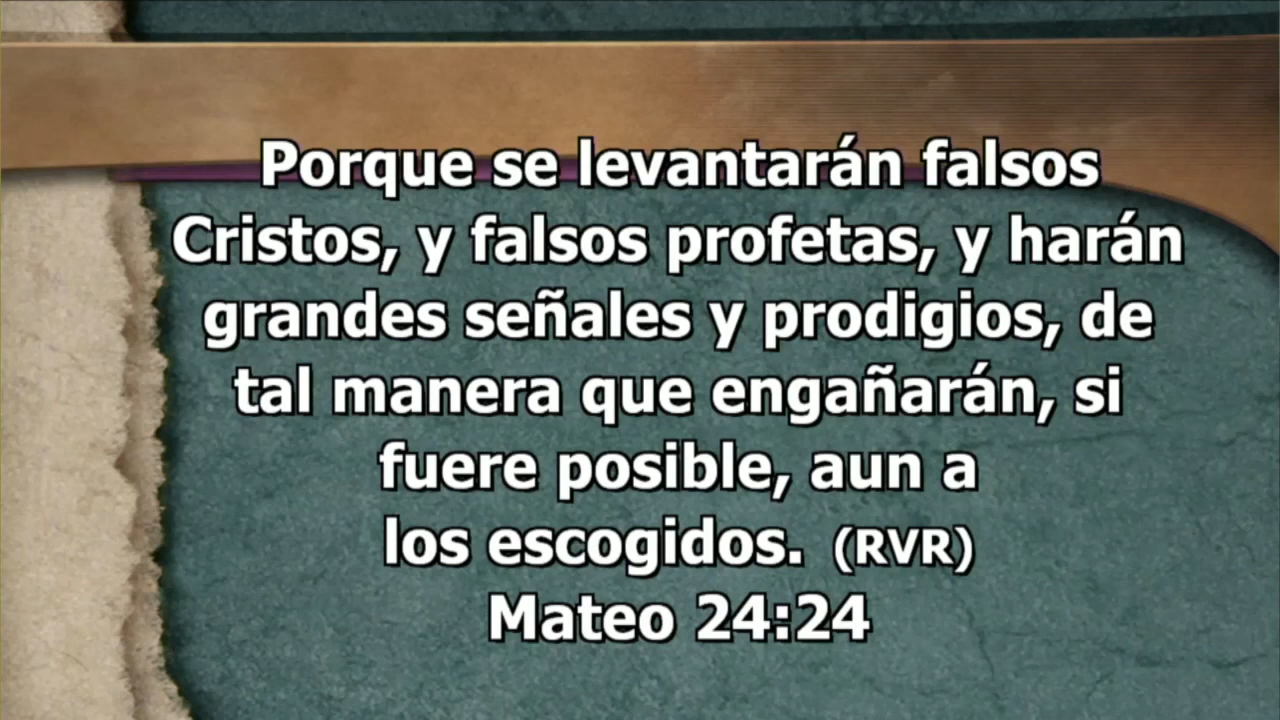 Porque se levantarán falsos
Cristos, y falsos profetas, y harán
grandes señales y prodigios, de
tal manera que engañarán, si
fuere posible, aun a
los escogidos. (RVR)
Mateo 24:24